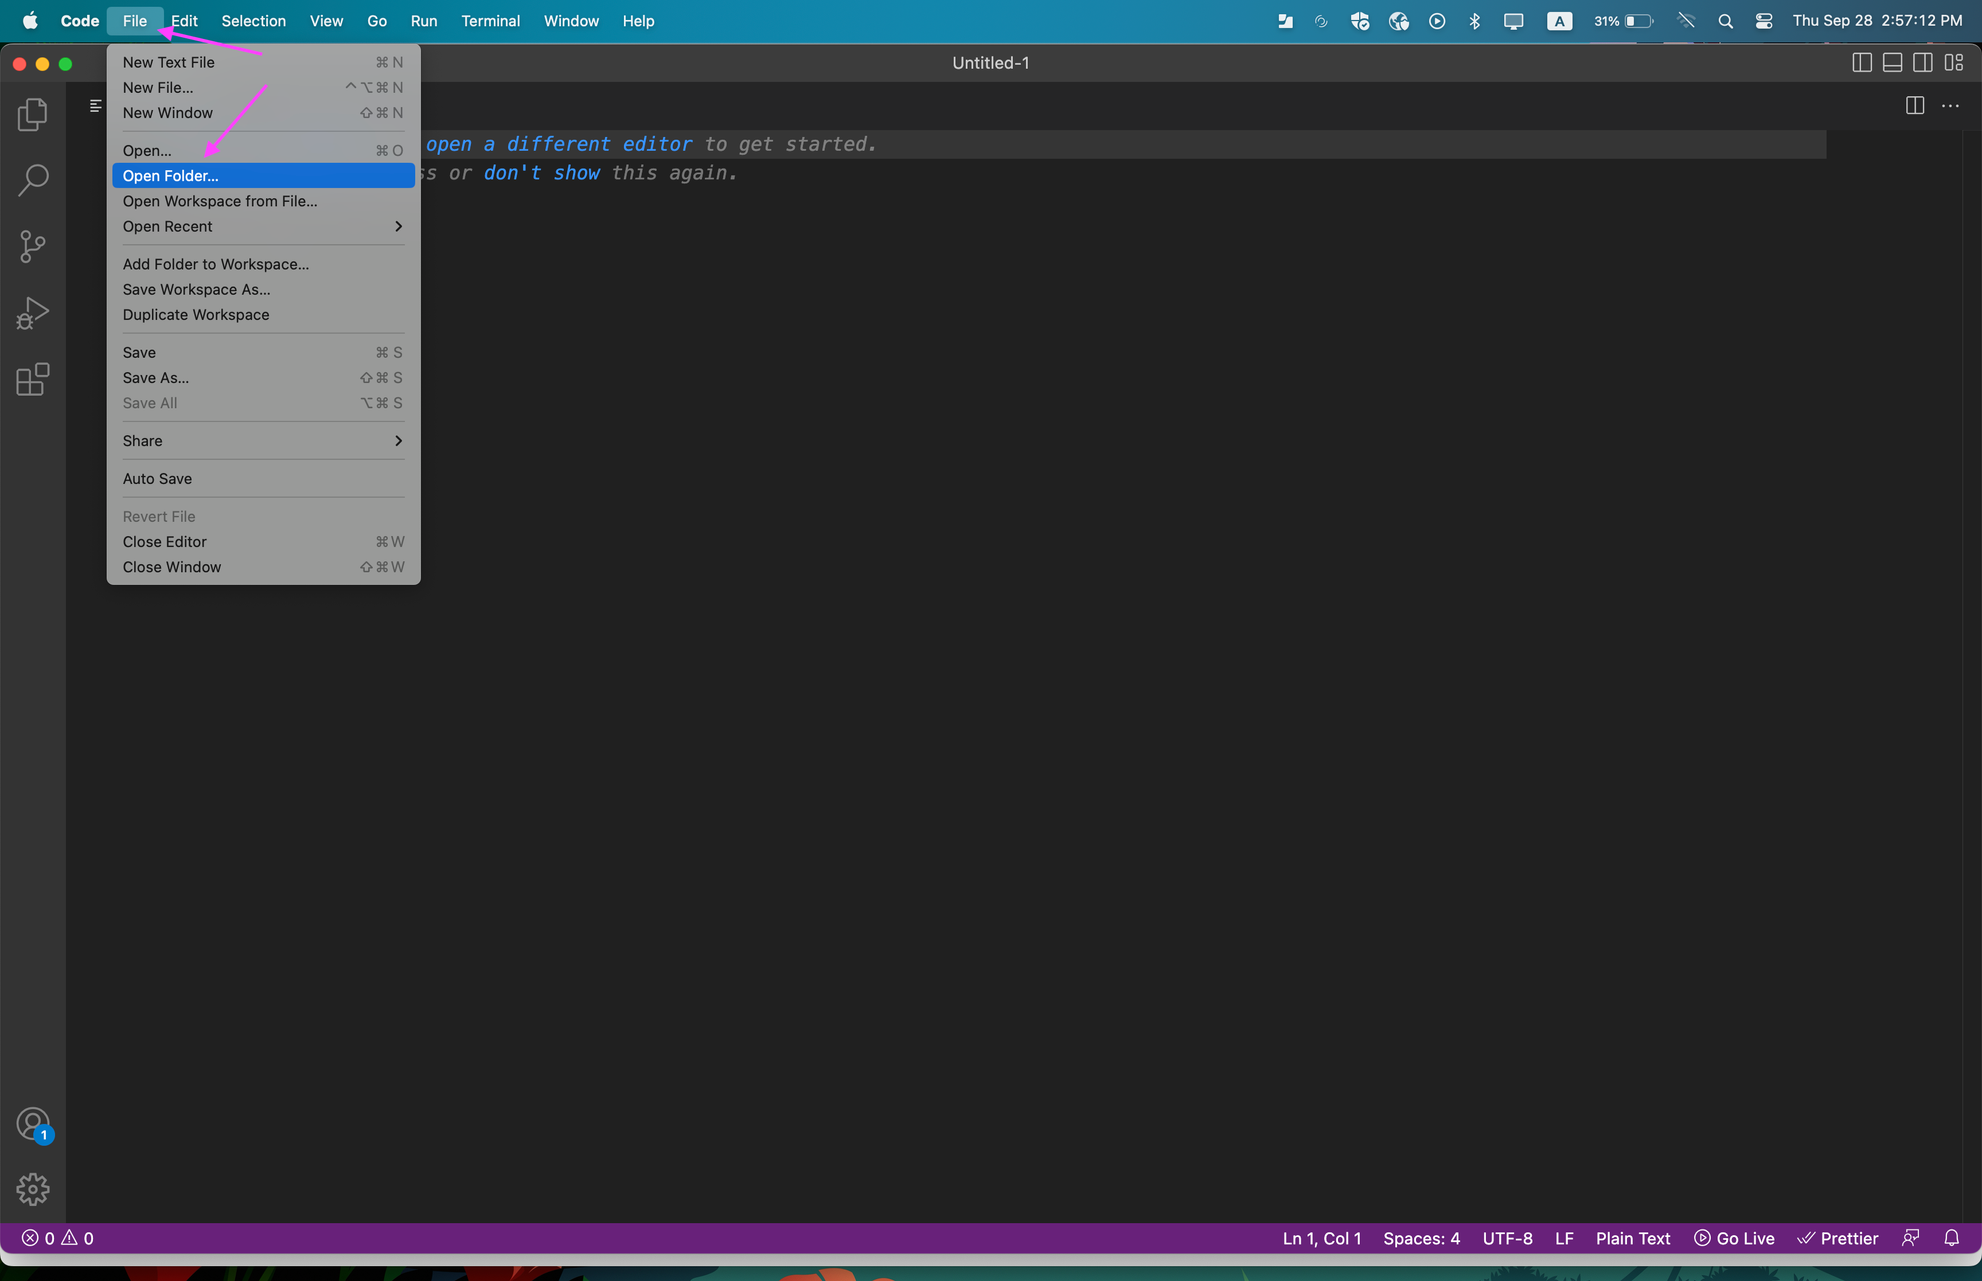 Code File Edit Selection View Go Run Terminal Window Help A 31% Thu Sep 28 2:57:12 PM
Untitled-1
New Text File ⌘ N
New File... ^⌥⌘ N
New Window ⇧⌘ N
Open... ⌘ O
Open Folder...
Open Workspace from File...
Open Recent
Add Folder to Workspace...
Save Workspace As...
Duplicate Workspace
Save ⌘ S
Save As... ⇧⌘ S
Save All ⌥⌘ S
Share
Auto Save
Revert File
Close Editor ⌘W
Close Window ⇧⌘W
open a different editor to get started.
ss or don't show this again.
1
0 0 Ln 1, Col 1 Spaces: 4 UTF-8 LF Plain Text Go Live Prettier